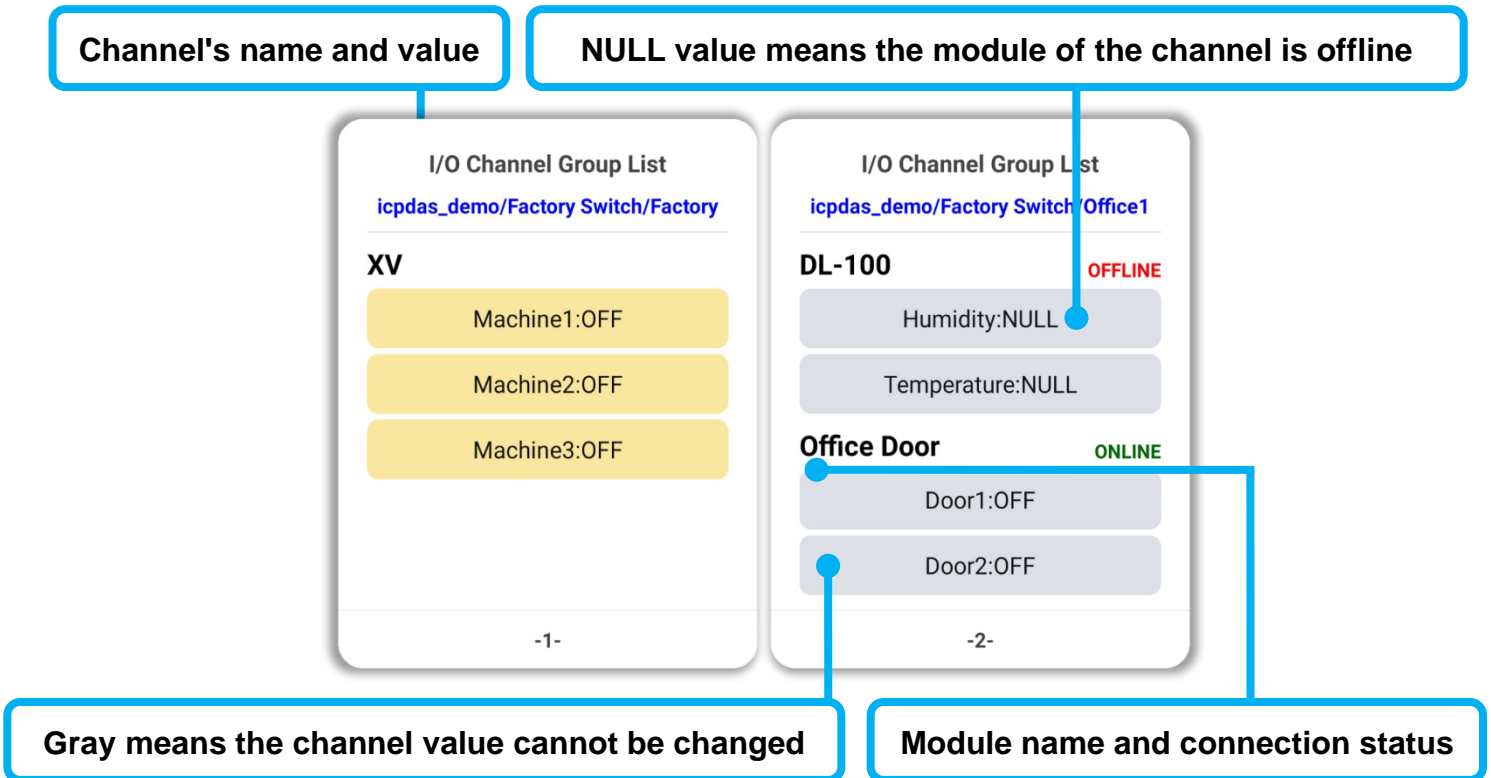 Channel's name and value
NULL value means the module of the channel is offline
I/O Channel Group List
icpdas_demo/Factory Switch/Factory
XV
Machine1:OFF
Machine2:OFF
Machine3:OFF
-1-
I/O Channel Group List
icpdas_demo/Factory Switch/Office1
DL-100 OFFLINE
Humidity:NULL
Temperature:NULL
Office Door ONLINE
Door1:OFF
Door2:OFF
-2-
Gray means the channel value cannot be changed
Module name and connection status